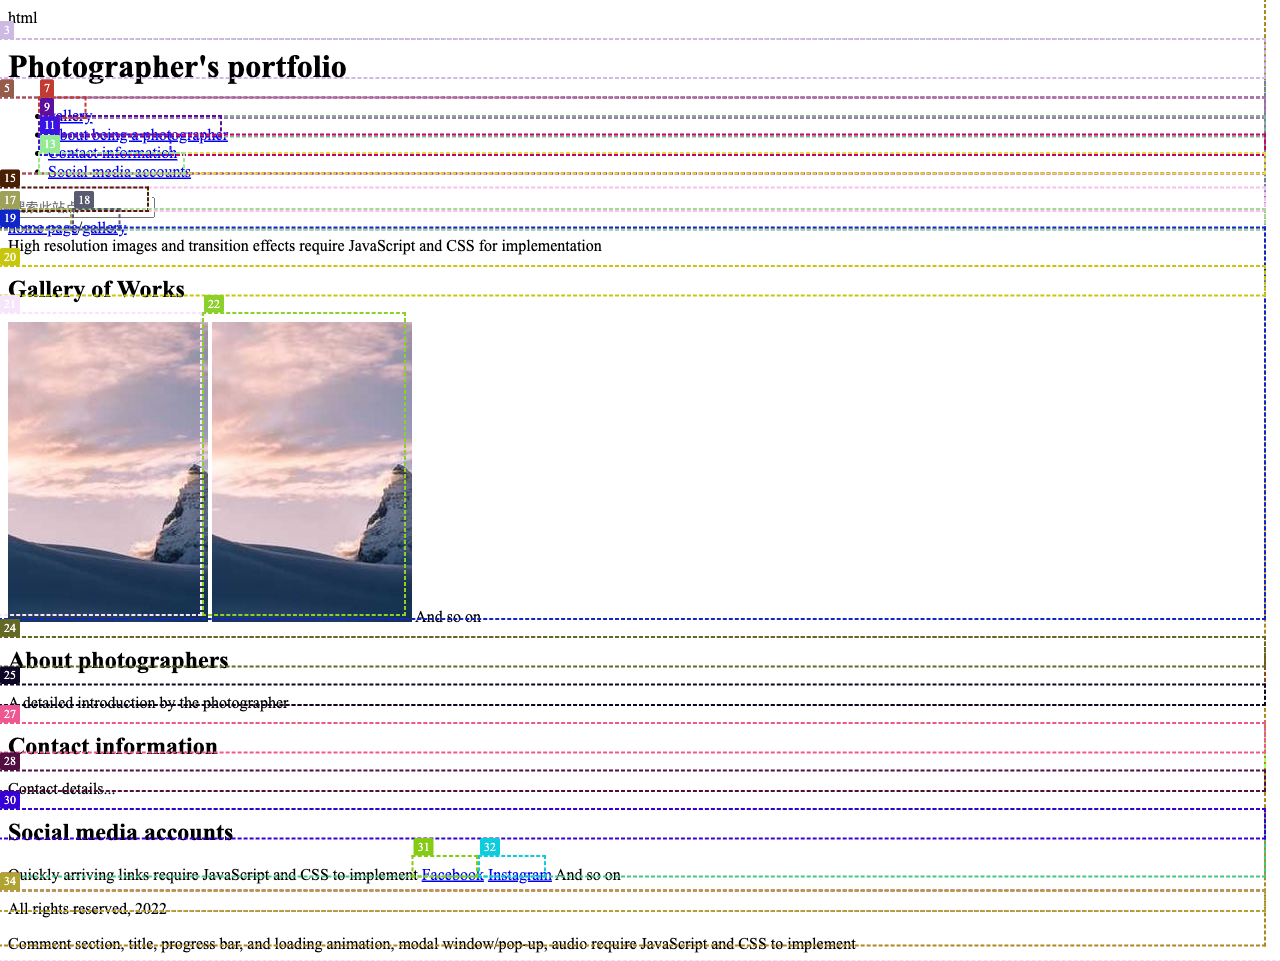 html
3
Photographer's portfolio
5
7
9
Gallery
11
About being a photographer
13
Contact information
Social media accounts
15
17
18
搜索此站点
19
home page/gallery
High resolution images and transition effects require JavaScript and CSS for implementation
20
Gallery of Works
21
22
And so on
24
About photographers
25
A detailed introduction by the photographer
27
Contact information
28
Contact details...
30
Social media accounts
31
32
Quickly arriving links require JavaScript and CSS to implement Facebook Instagram And so on
34
All rights reserved, 2022
Comment section, title, progress bar, and loading animation, modal window/pop-up, audio require JavaScript and CSS to implement